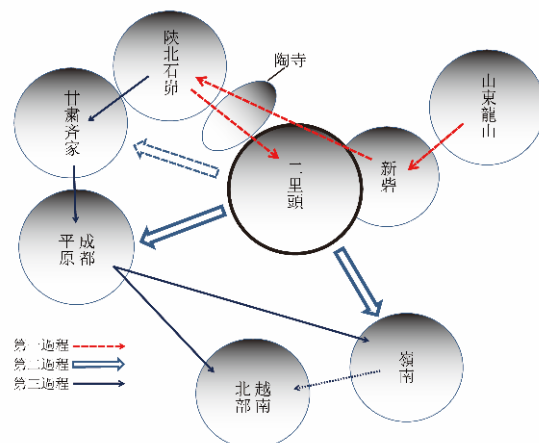 陝北石峁
陶寺
甘肅齊家
山東龍山
二里頭
新砦
成都
平原
嶺南
越南
北部
第一過程
第二過程
第三過程